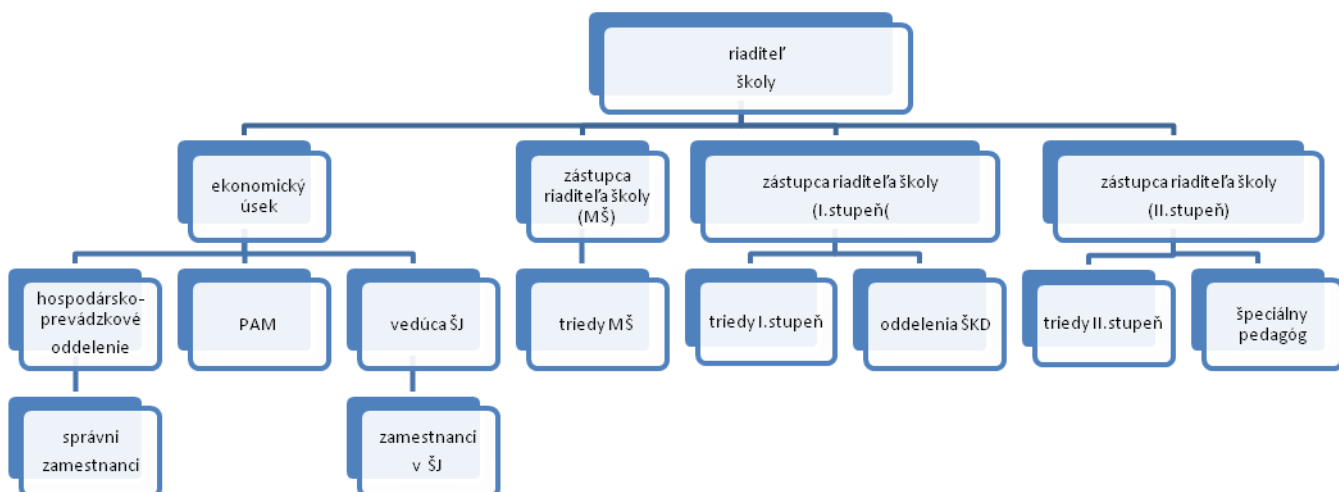 riaditeľ
školy
ekonomický
úsek
zástupca
riaditeľa školy
(MŠ)
zástupca riaditeľa školy
(I.stupeň(
zástupca riaditeľa školy
(II.stupeň)
hospodársko-
prevádzkové
oddelenie
PAM
vedúca ŠJ
triedy MŠ
triedy I.stupeň
oddelenia ŠKD
triedy II.stupeň
špeciálny
pedagóg
správni
zamestnanci
zamestnanci
v ŠJ